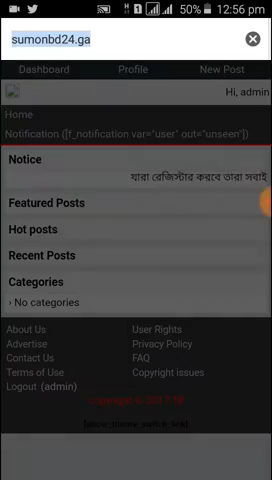 50% 12:56 pm
sumonbd24.ga
Dashboard Profile New Post
Hi, admin
Home
Notification ([f_notification var="user" out="unseen"])
Notice
যারা রেজিস্টার করবে তারা সবাই
Featured Posts
Hot posts
Recent Posts
Categories
› No categories
About Us User Rights
Advertise Privacy Policy
Contact Us FAQ
Terms of Use Copyright issues
Logout (admin)